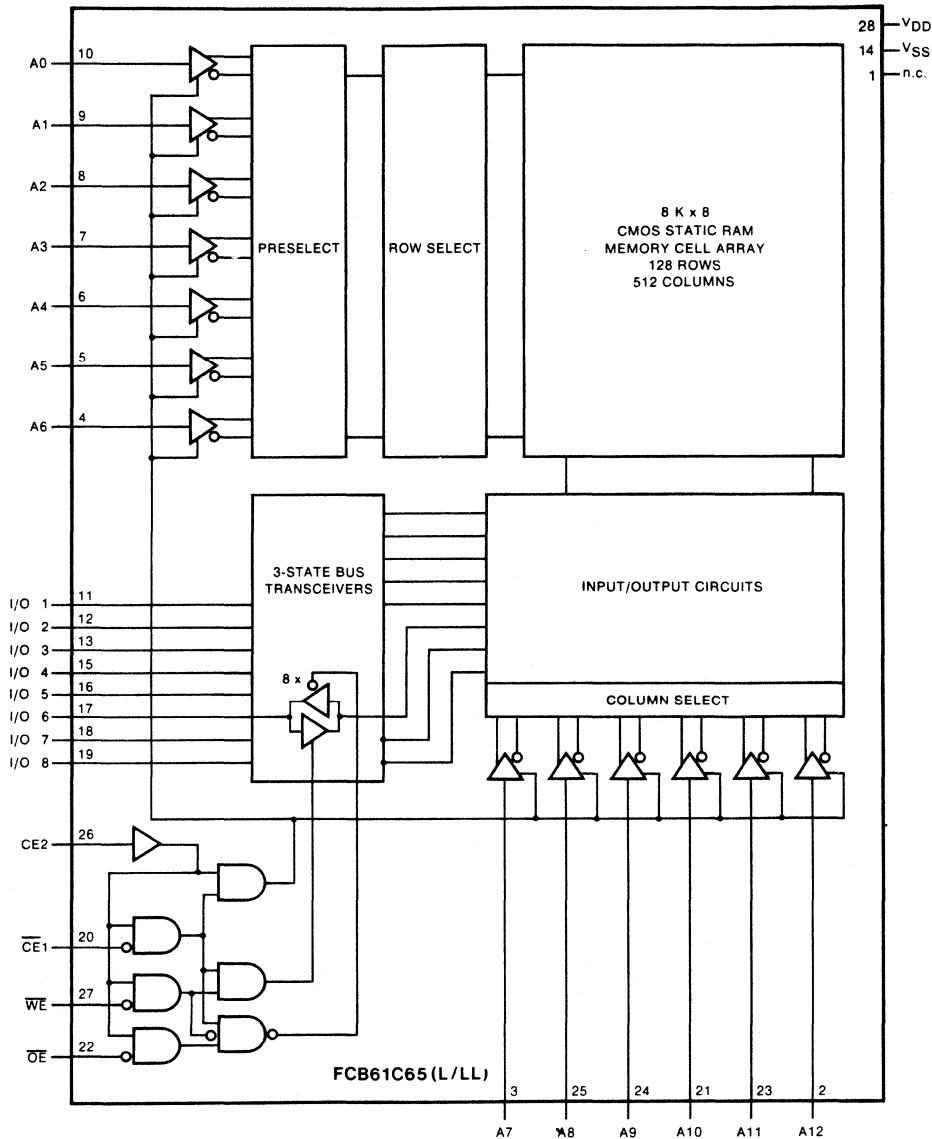 28 VDD
14 VSS
1 n.c.
A0 10
A1 9
A2 8
A3 7
A4 6
A5 5
A6 4
PRESELECT
ROW SELECT
8 K x 8
CMOS STATIC RAM
MEMORY CELL ARRAY
128 ROWS
512 COLUMNS
3-STATE BUS
TRANSCEIVERS
8 x
INPUT/OUTPUT CIRCUITS
COLUMN SELECT
I/O 1 11
I/O 2 12
I/O 3 13
I/O 4 15
I/O 5 16
I/O 6 17
I/O 7 18
I/O 8 19
CE2 26
C̅E̅1 20
W̅E̅ 27
O̅E̅ 22
FCB61C65 (L/LL)
3 25 24 21 23 2
A7 A8 A9 A10 A11 A12